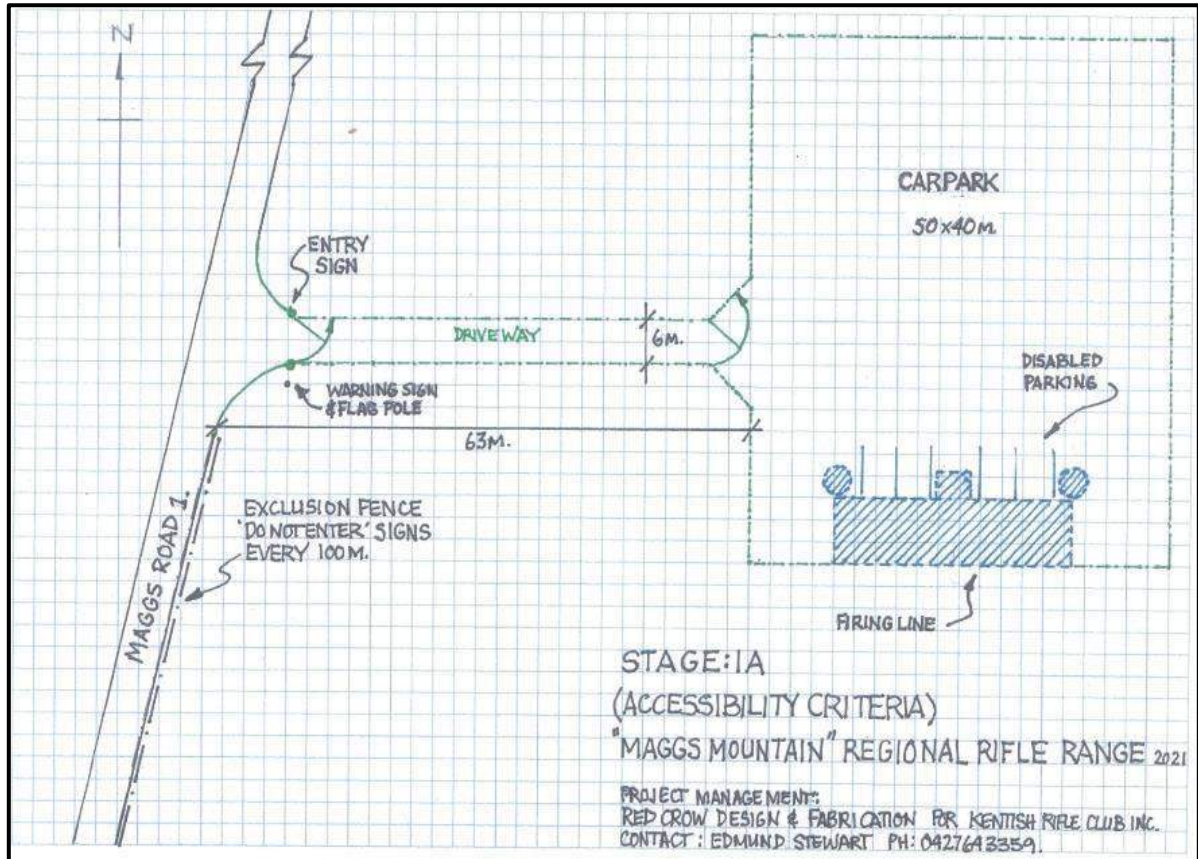 N
CARPARK
50x40M.
ENTRY
SIGN
DRIVEWAY
6M.
WARNING SIGN
& FLAG POLE
DISABLED
PARKING
63M.
EXCLUSION FENCE
'DO NOT ENTER' SIGNS
EVERY 100M.
MAGGS ROAD 1.
FIRING LINE
STAGE:1A
(ACCESSIBILITY CRITERIA)
"MAGGS MOUNTAIN" REGIONAL RIFLE RANGE 2021
PROJECT MANAGEMENT:
RED CROW DESIGN & FABRICATION FOR KENTISH RIFLE CLUB INC.
CONTACT: EDMUND STEWART PH: 0427643359.